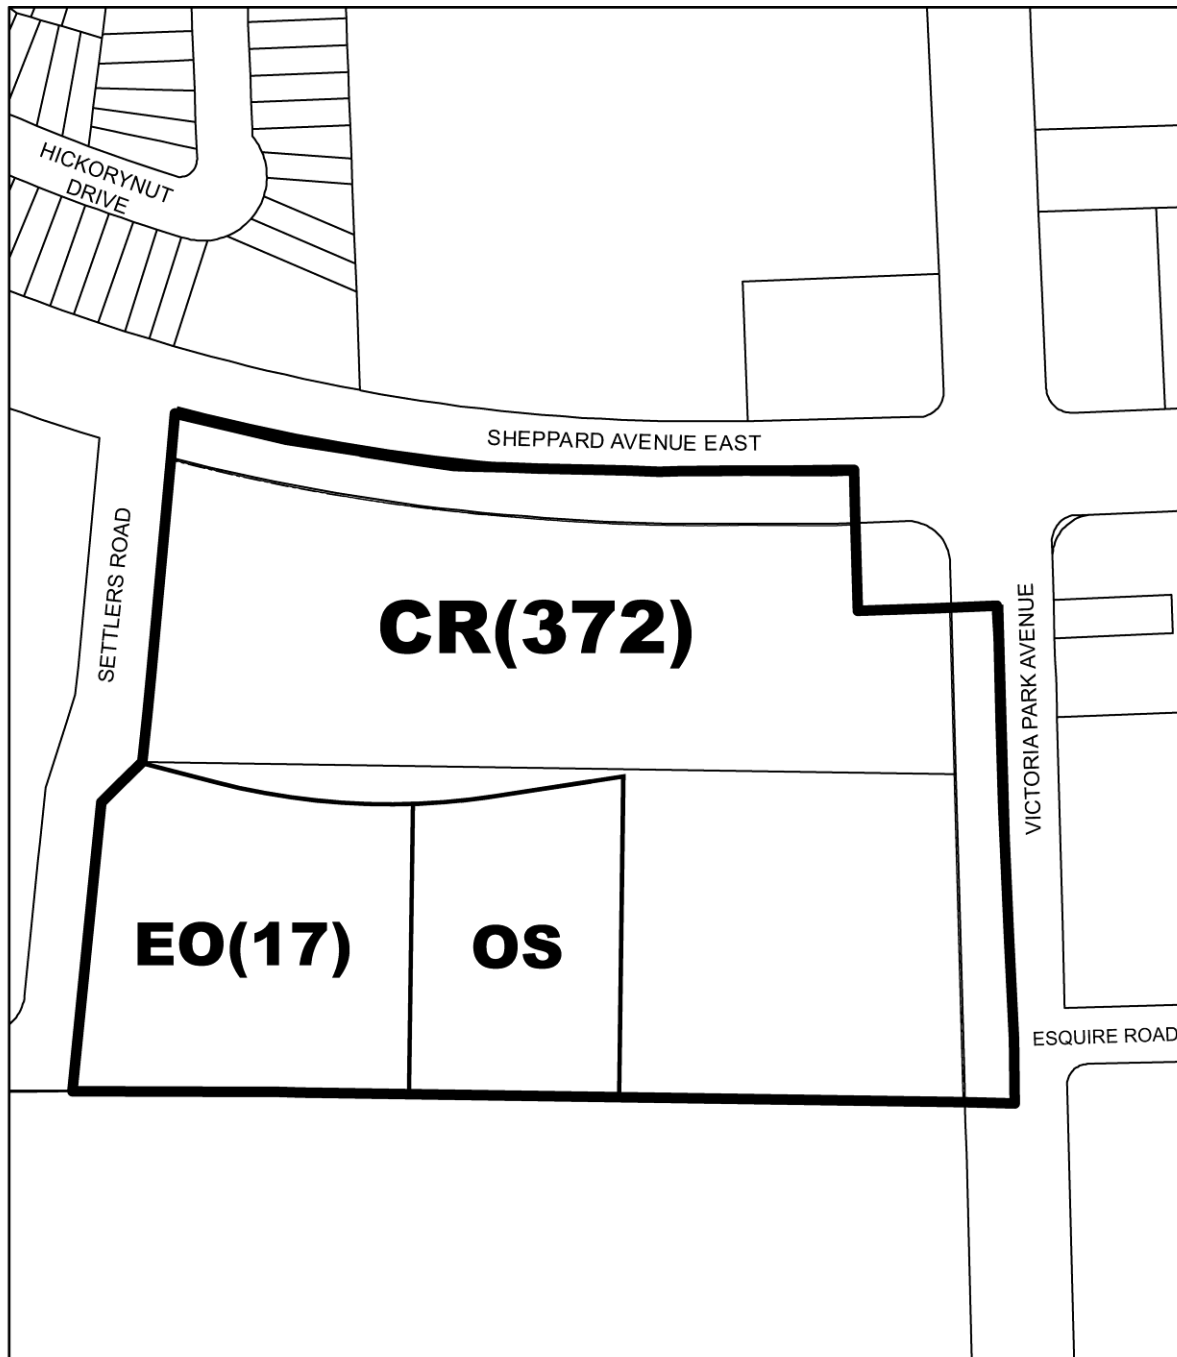 HICKORYNUT
DRIVE
SHEPPARD AVENUE EAST
SETTLERS ROAD
CR(372)
VICTORIA PARK AVENUE
EO(17)
OS
ESQUIRE ROAD